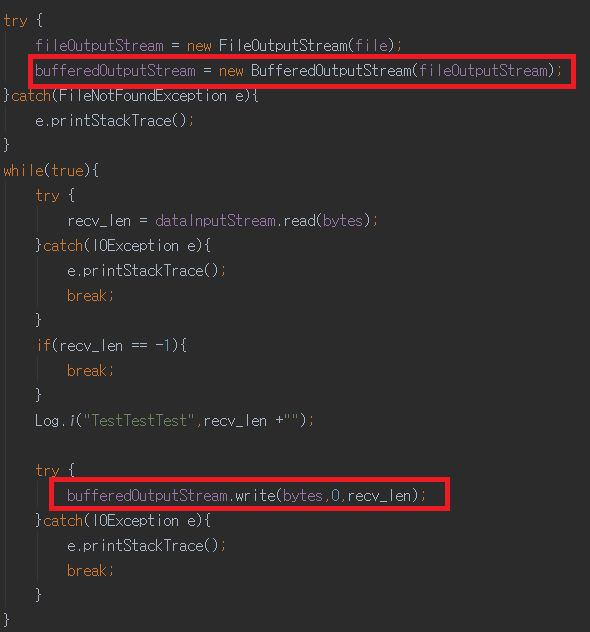 try {
fileOutputStream = new FileOutputStream(file);
bufferedOutputStream = new BufferedOutputStream(fileOutputStream);
}catch(FileNotFoundException e){
e.printStackTrace();
}
while(true){
try {
recv_len = dataInputStream.read(bytes);
}catch(IOException e){
e.printStackTrace();
break;
}
if(recv_len == -1){
break;
}
Log.i("TestTestTest",recv_len +"");
try {
bufferedOutputStream.write(bytes,0,recv_len);
}catch(IOException e){
e.printStackTrace();
break;
}
}